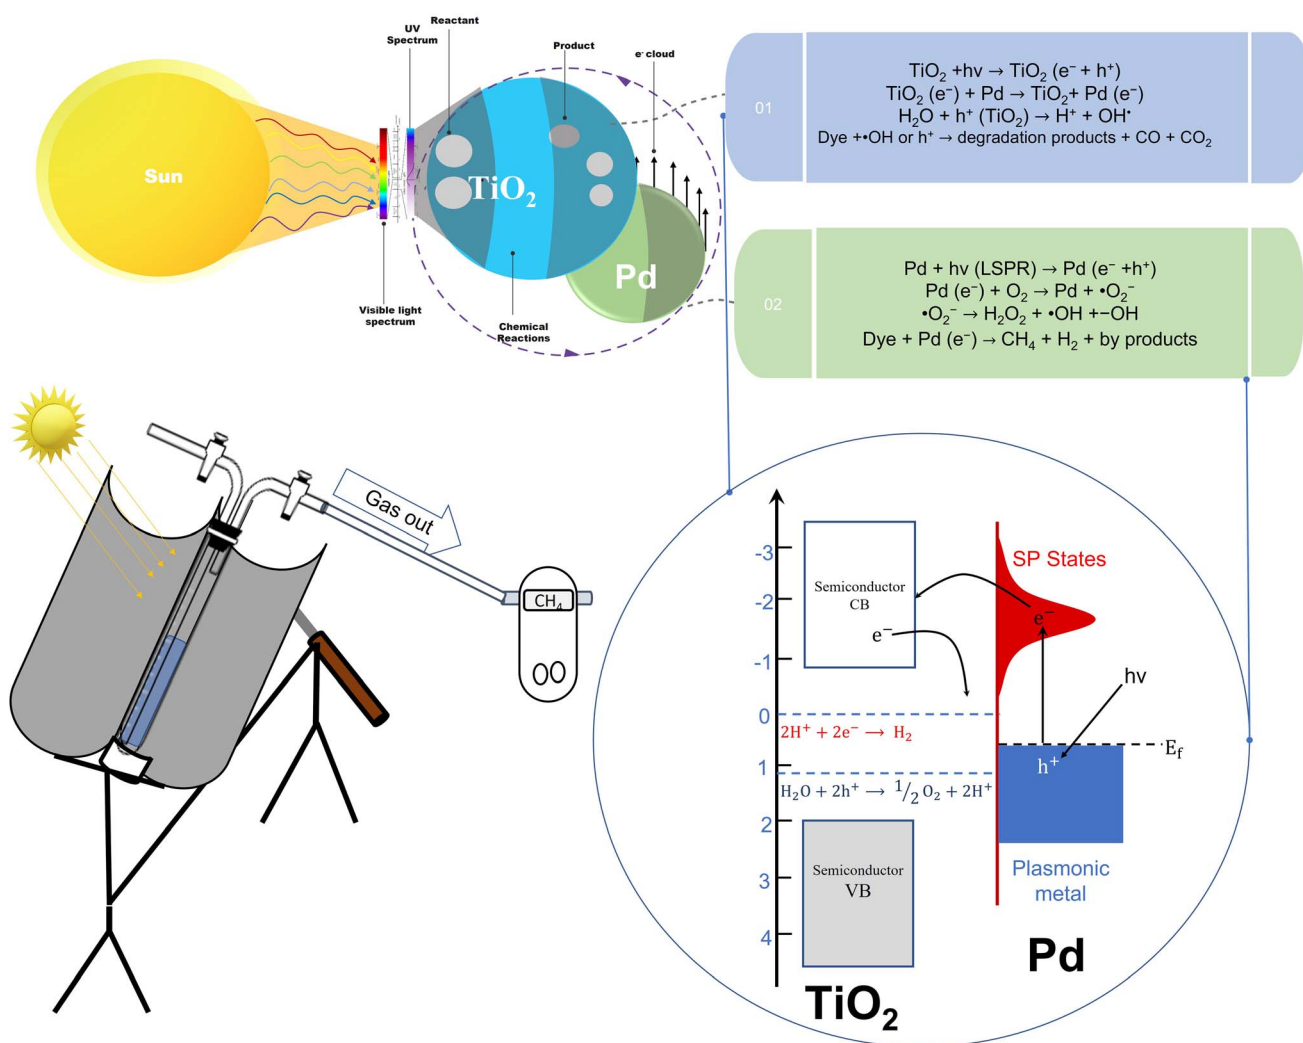 Reactant
UV
Spectrum
Product
e- cloud
Sun
TiO₂
Pd
Visible light
spectrum
Chemical
Reactions
01
TiO₂ +hv → TiO₂ (e⁻ + h⁺)
TiO₂ (e⁻) + Pd → TiO₂+ Pd (e⁻)
H₂O + h⁺ (TiO₂) → H⁺ + OH•
Dye +•OH or h⁺ → degradation products + CO + CO₂
02
Pd + hv (LSPR) → Pd (e⁻ +h⁺)
Pd (e⁻) + O₂ → Pd + •O₂⁻
•O₂⁻ → H₂O₂ + •OH +−OH
Dye + Pd (e⁻) → CH₄ + H₂ + by products
Gas out
CH₄
-3
-2
-1
0
1
2
3
4
Semiconductor
CB
e⁻
SP States
e⁻
hv
2H⁺ + 2e⁻ → H₂
E_f
h⁺
H₂O + 2h⁺ → 1/2 O₂ + 2H⁺
Semiconductor
VB
Plasmonic
metal
Pd
TiO₂